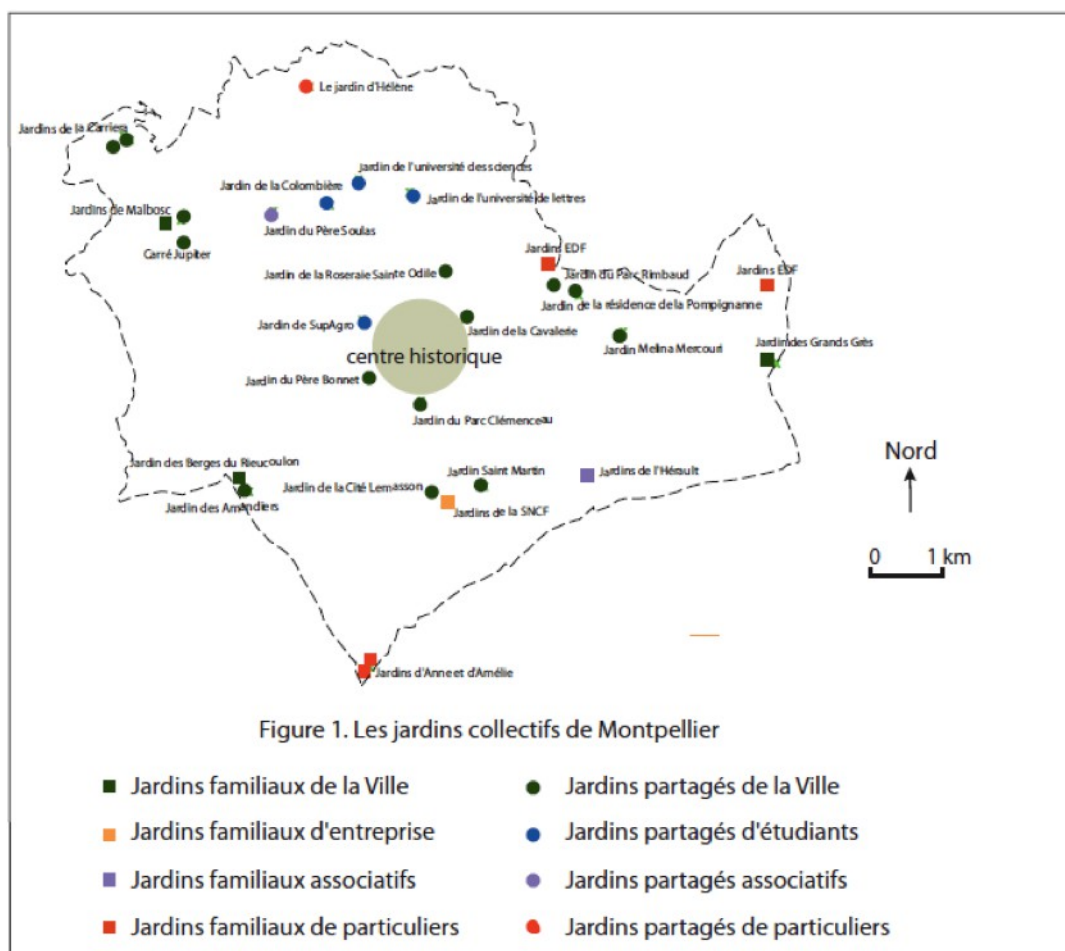 Le jardin d'Hélène
Jardins de la Carriera
Jardin de l'université des sciences
Jardin de la Colombière
Jardin de l'université de lettres
Jardins de Malbosc
Jardin du Père Soulas
Carré Jupiter
Jardins EDF
Jardin de la Roseraie Sainte Odile
Jardin du Parc Rimbaud
Jardins EDF
Jardin de la résidence de la Pompignanne
Jardin de SupAgro
Jardin de la Cavalerie
Jardin Melina Mercouri
Jardin des Grands Grès
centre historique
Jardin du Père Bonnet
Jardin du Parc Clémenceau
Nord
Jardin des Berges du Rieucoulon
Jardin Saint Martin
Jardins de l'Hérault
Jardin de la Cité Lemasson
Jardin des Amandiers
Jardins de la SNCF
0 1 km
Jardins d'Anne et d'Amélie
Figure 1. Les jardins collectifs de Montpellier
Jardins familiaux de la Ville
Jardins partagés de la Ville
Jardins familiaux d'entreprise
Jardins partagés d'étudiants
Jardins familiaux associatifs
Jardins partagés associatifs
Jardins familiaux de particuliers
Jardins partagés de particuliers